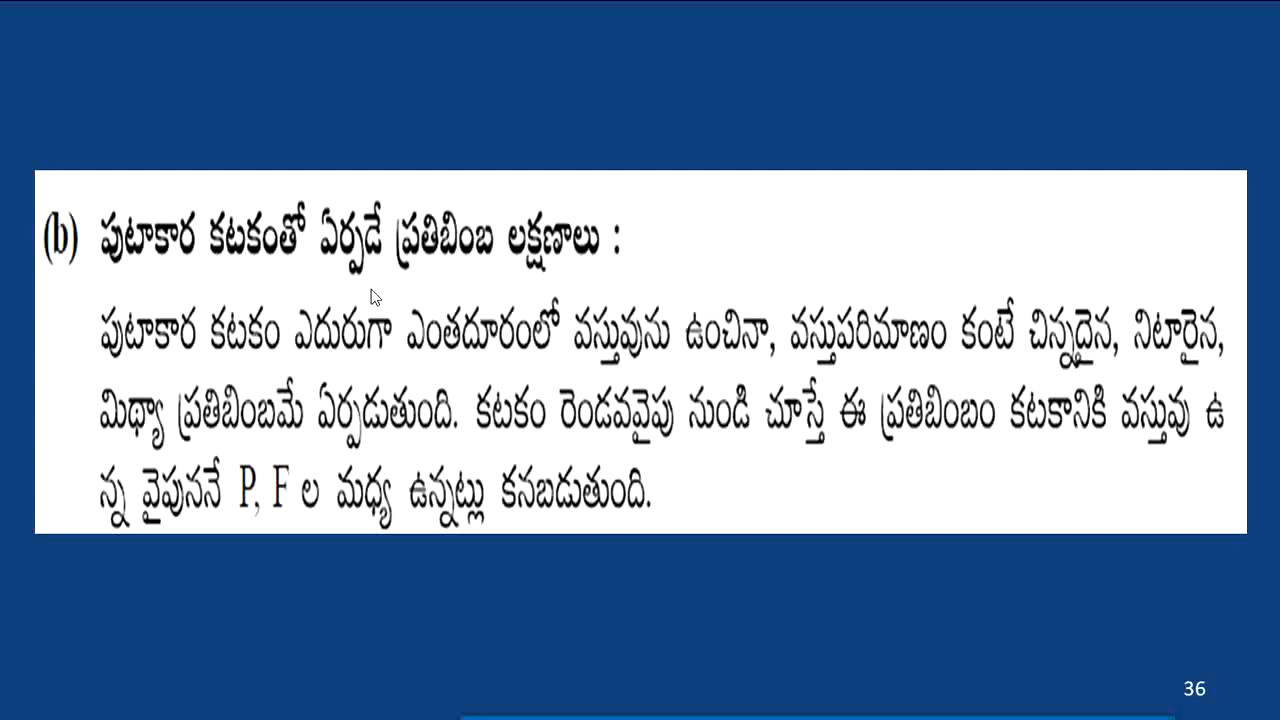 (b) పుటాకార కటకంతో ఏర్పడే ప్రతిబింబ లక్షణాలు :
పుటాకార కటకం ఎదురుగా ఎంతదూరంలో వస్తువును ఉంచినా, వస్తుపరిమాణం కంటే చిన్నదైన, నిటారైన,
మిథ్యా ప్రతిబింబమే ఏర్పడుతుంది. కటకం రెండవవైపు నుండి చూస్తే ఈ ప్రతిబింబం కటకానికి వస్తువు ఉ
న్న వైపుననే P, F ల మధ్య ఉన్నట్లు కనబడుతుంది.
36